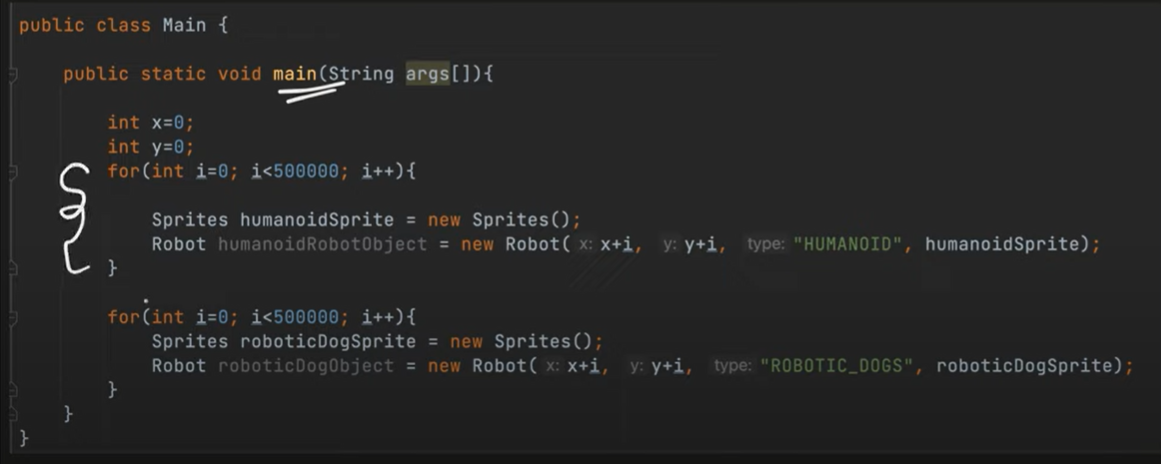 public class Main {
public static void main(String args[]){
int x=0;
int y=0;
for(int i=0; i<500000; i++){
Sprites humanoidSprite = new Sprites();
Robot humanoidRobotObject = new Robot( x: x+i, y: y+i, type: "HUMANOID", humanoidSprite);
}
for(int i=0; i<500000; i++){
Sprites roboticDogSprite = new Sprites();
Robot roboticDogObject = new Robot( x: x+i, y: y+i, type: "ROBOTIC_DOGS", roboticDogSprite);
}
}
}